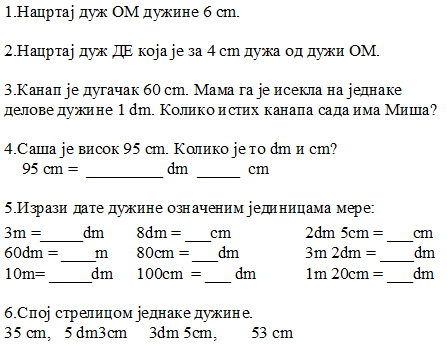 1.Нацртај дуж ОМ дужине 6 cm.
2.Нацртај дуж ДЕ која је за 4 cm дужа од дужи ОМ.
3.Канап је дугачак 60 cm. Мама га је исекла на једнаке
делове дужине 1 dm. Колико истих канапа сада има Миша?
4.Саша је висок 95 cm. Колико је то dm и cm?
95 cm = _________ dm _____ cm
5.Изрази дате дужине означеним јединицама мере:
3m =_____dm 8dm = ___cm 2dm 5cm = ___cm
60dm = ____m 80cm = ___dm 3m 2dm = ____dm
10m= _____dm 100cm = ___ dm 1m 20cm = ___dm
6.Спој стрелицом једнаке дужине.
35 cm, 5 dm3cm 3dm 5cm, 53 cm